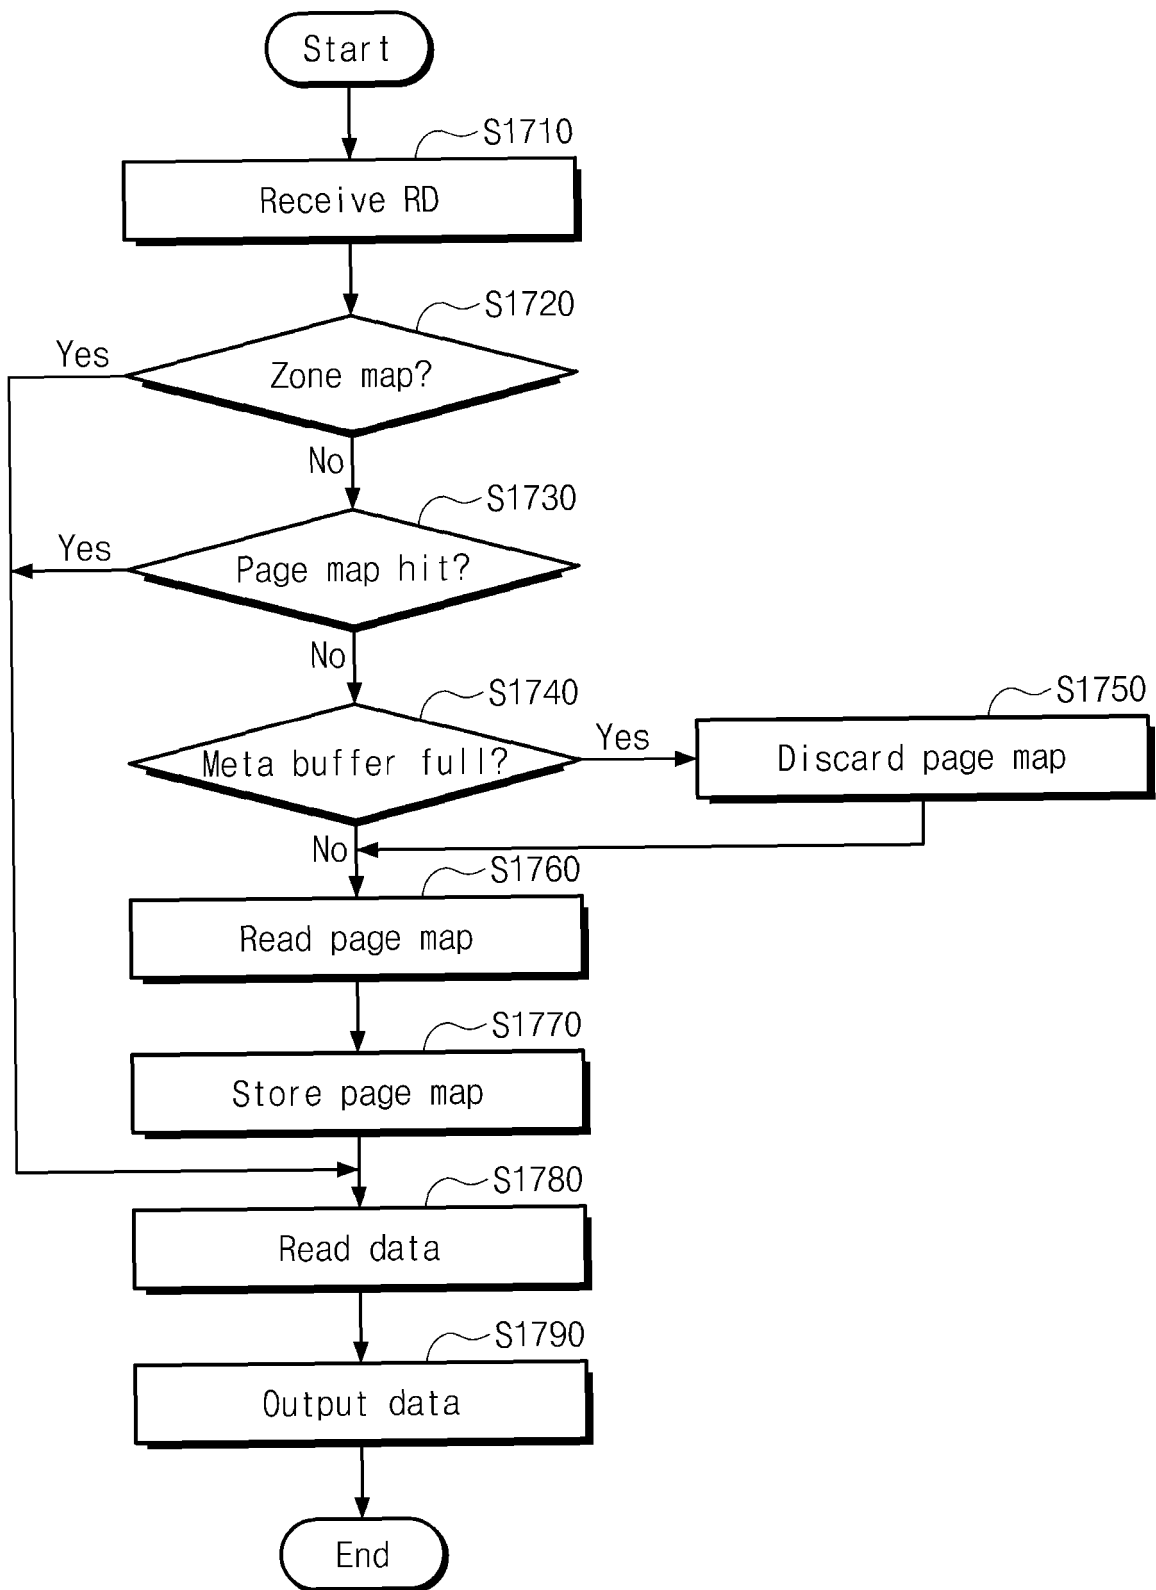 Start
S1710
Receive RD
S1720
Yes
Zone map?
No
S1730
Yes
Page map hit?
No
S1740
S1750
Meta buffer full?
Yes
Discard page map
No
S1760
Read page map
S1770
Store page map
S1780
Read data
S1790
Output data
End